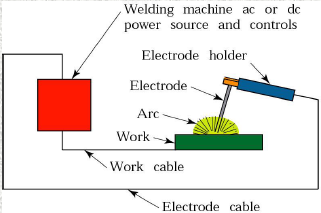 Welding machine ac or dc
power source and controls
Electrode holder
Electrode
Arc
Work
Work cable
Electrode cable